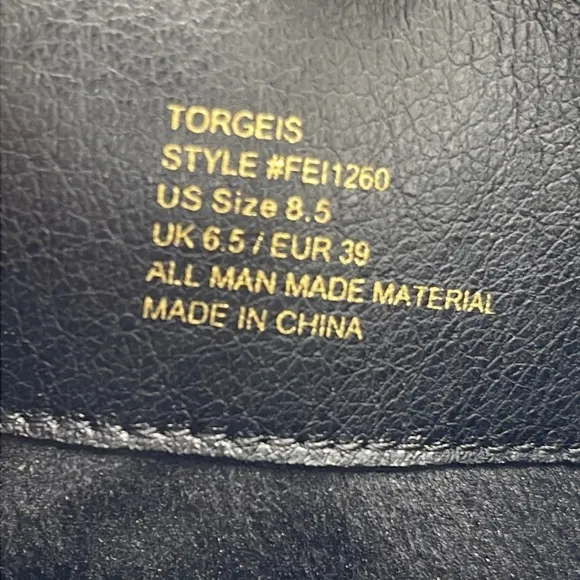 TORGEIS
STYLE #FEI1260
US Size 8.5
UK 6.5 / EUR 39
ALL MAN MADE MATERIAL
MADE IN CHINA